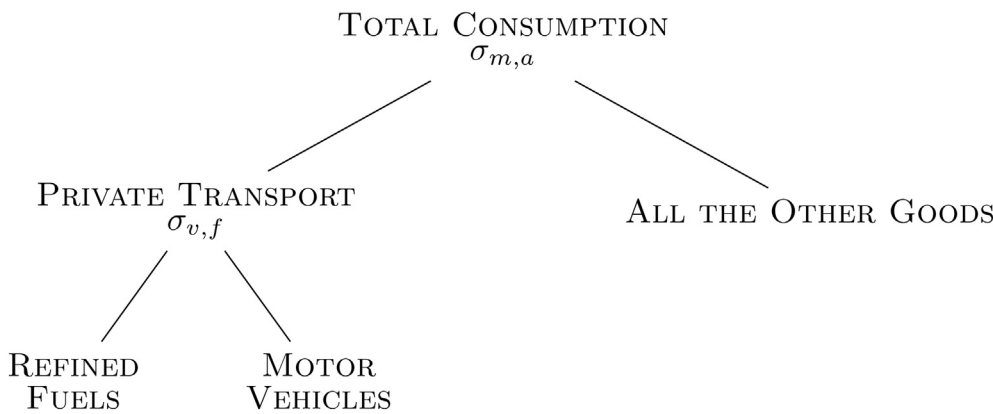 Total Consumption
σm,a
Private Transport
σv,f
All the Other Goods
Refined
Fuels
Motor
Vehicles